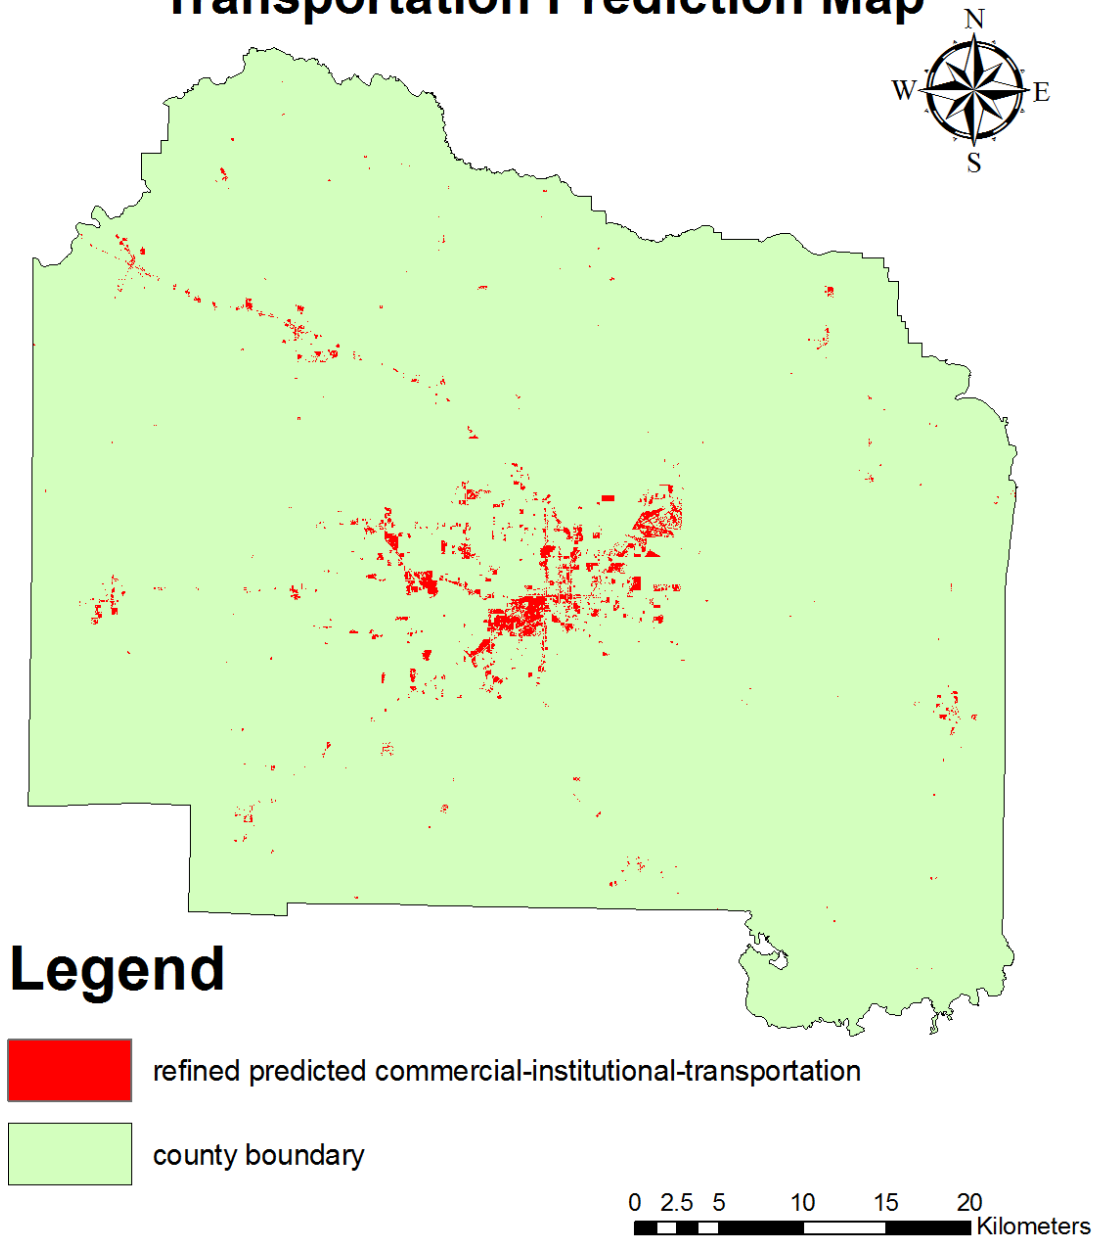 Transportation Prediction Map
N
W E
S
Legend
refined predicted commercial-institutional-transportation
county boundary
0 2.5 5 10 15 20
Kilometers